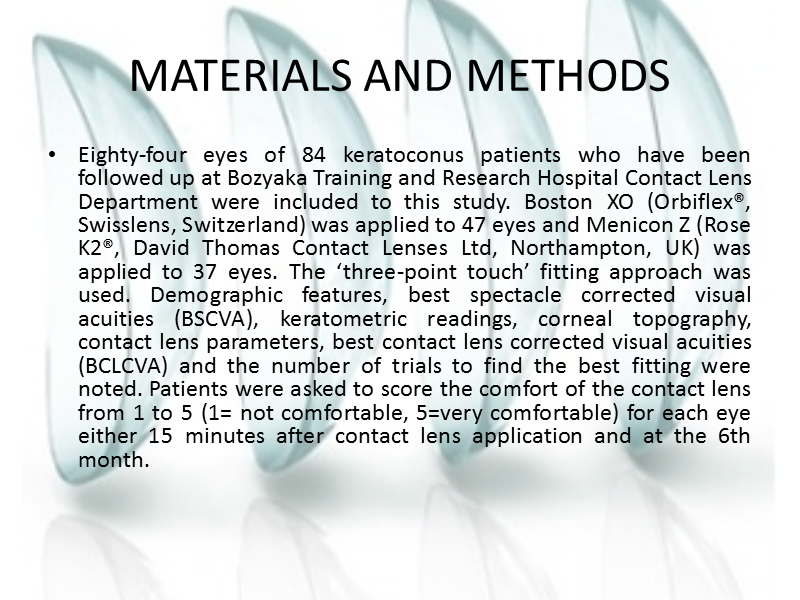 MATERIALS AND METHODS
• Eighty-four eyes of 84 keratoconus patients who have been
followed up at Bozyaka Training and Research Hospital Contact Lens
Department were included to this study. Boston XO (Orbiflex®,
Swisslens, Switzerland) was applied to 47 eyes and Menicon Z (Rose
K2®, David Thomas Contact Lenses Ltd, Northampton, UK) was
applied to 37 eyes. The ‘three-point touch’ fitting approach was
used. Demographic features, best spectacle corrected visual
acuities (BSCVA), keratometric readings, corneal topography,
contact lens parameters, best contact lens corrected visual acuities
(BCLCVA) and the number of trials to find the best fitting were
noted. Patients were asked to score the comfort of the contact lens
from 1 to 5 (1= not comfortable, 5=very comfortable) for each eye
either 15 minutes after contact lens application and at the 6th
month.